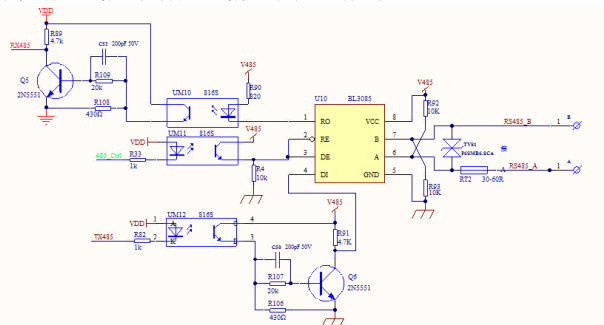 VDD
R89
4.7k
RX485
200pF 50V
Q5
2N5551
R109
20k
R108
430Ω
UM10 816S
V485
R90
820
UM11 816S
V485
VDD
485_Ctrl
R33
1k
R4
10k
U10 BL3085
1 RO VCC 8
2 RE B 7
3 DE A 6
4 DI GND 5
V485
R92
10K
R93
10K
RS485_B 1
B
TVS1
RS485_A 1
A
RT2 30-60R
UM12 816S
VDD
1 A C 4
2 K E 3
TX485
R82
1k
V485
R91
4.7K
200pF 50V
R107
20k
R106
430Ω
Q6
2N5551